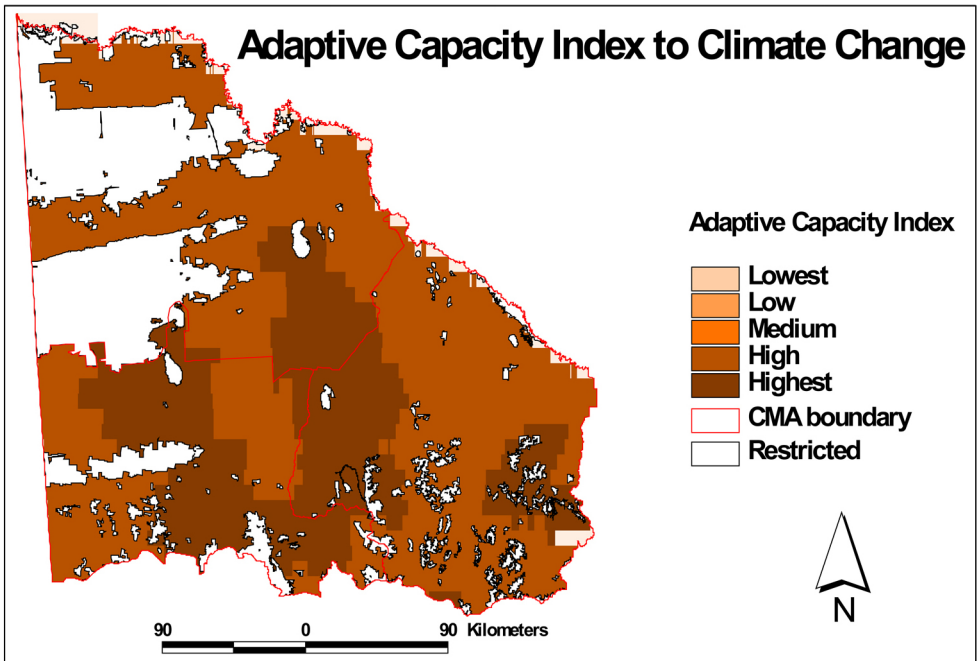 Adaptive Capacity Index to Climate Change
Adaptive Capacity Index
Lowest
Low
Medium
High
Highest
CMA boundary
Restricted
N
90 0 90 Kilometers